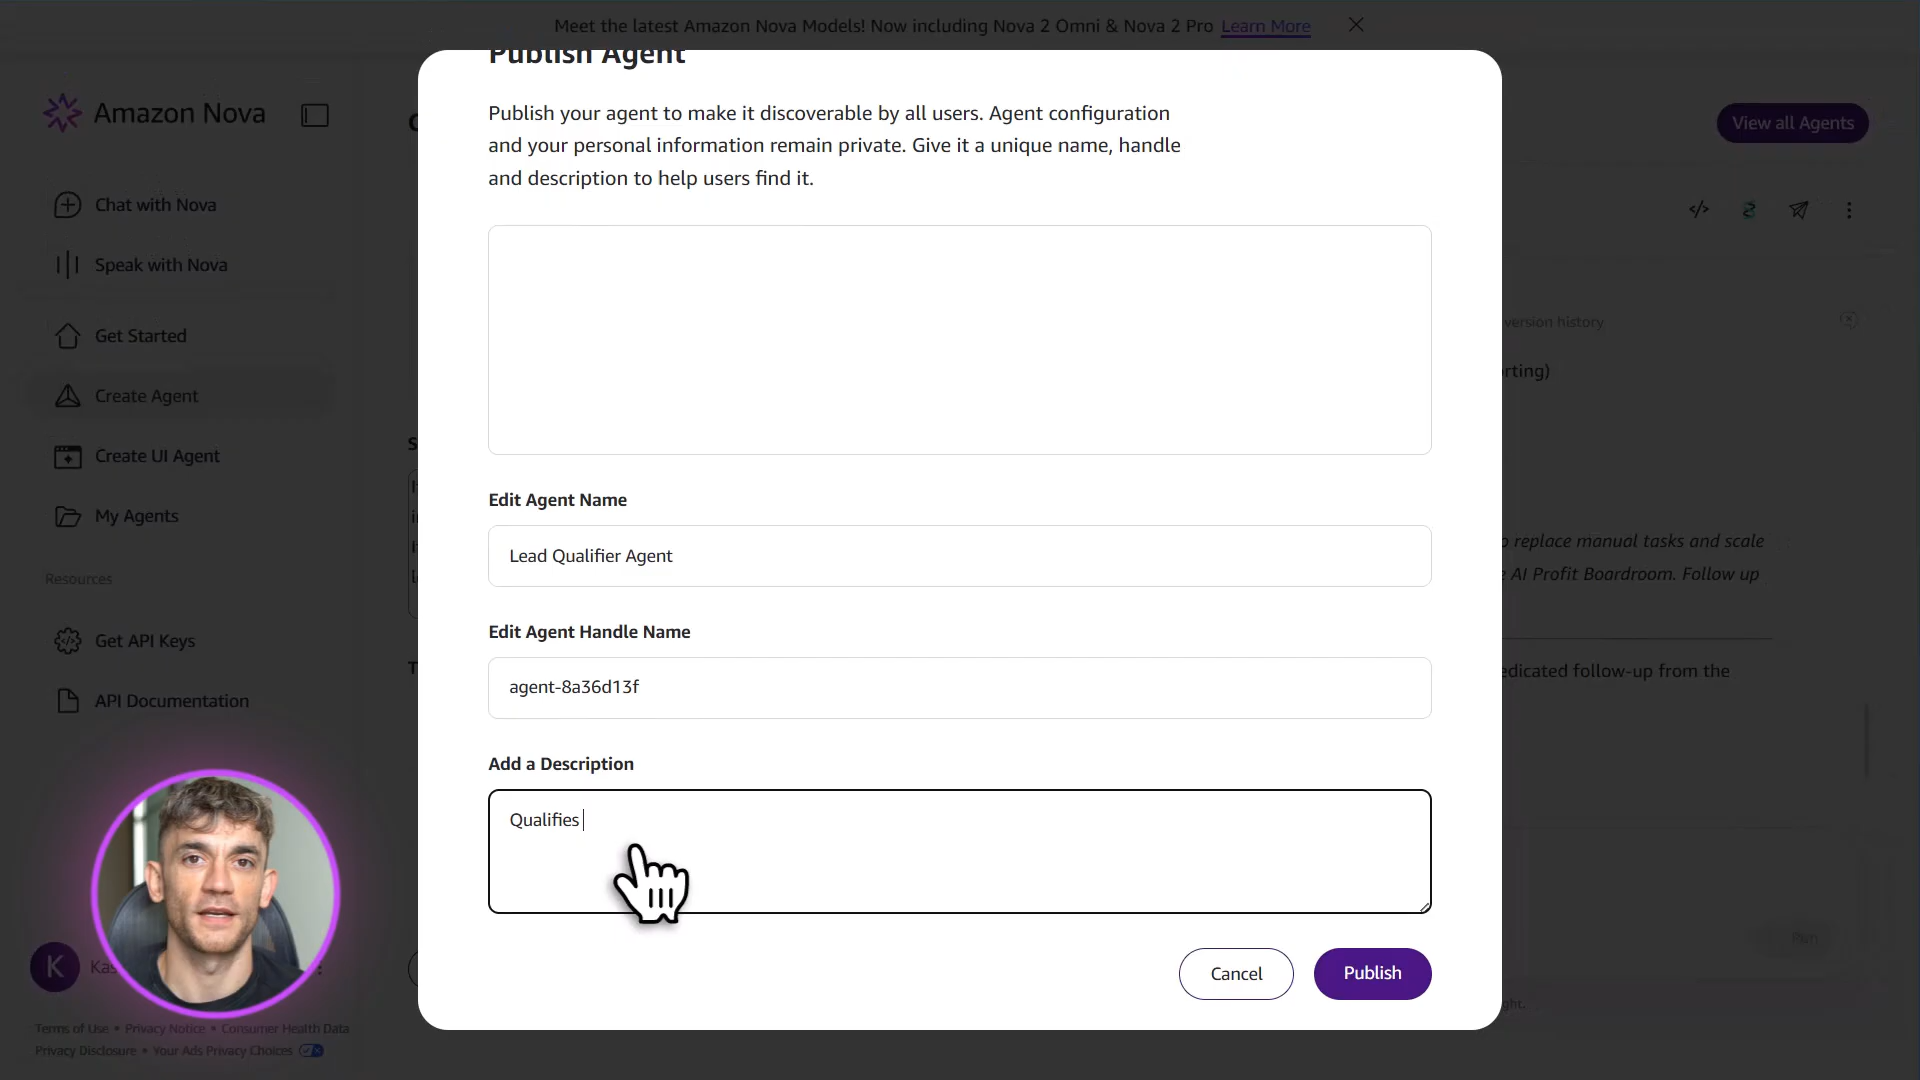 Meet the latest Amazon Nova Models! Now including Nova 2 Omni & Nova 2 Pro Learn More
Amazon Nova
Chat with Nova
Speak with Nova
Get Started
Create Agent
Create UI Agent
My Agents
Resources
Get API Keys
API Documentation
K
Terms of Use • Privacy Notice • Consumer Health Data
Privacy Disclosure • Your Ads Privacy Choices
Publish Agent
Publish your agent to make it discoverable by all users. Agent configuration
and your personal information remain private. Give it a unique name, handle
and description to help users find it.
Edit Agent Name
Lead Qualifier Agent
Edit Agent Handle Name
agent-8a36d13f
Add a Description
Qualifies
Cancel
Publish
View all Agents
</>
version history
replace manual tasks and scale
AI Profit Boardroom. Follow up
follow-up from the
Run